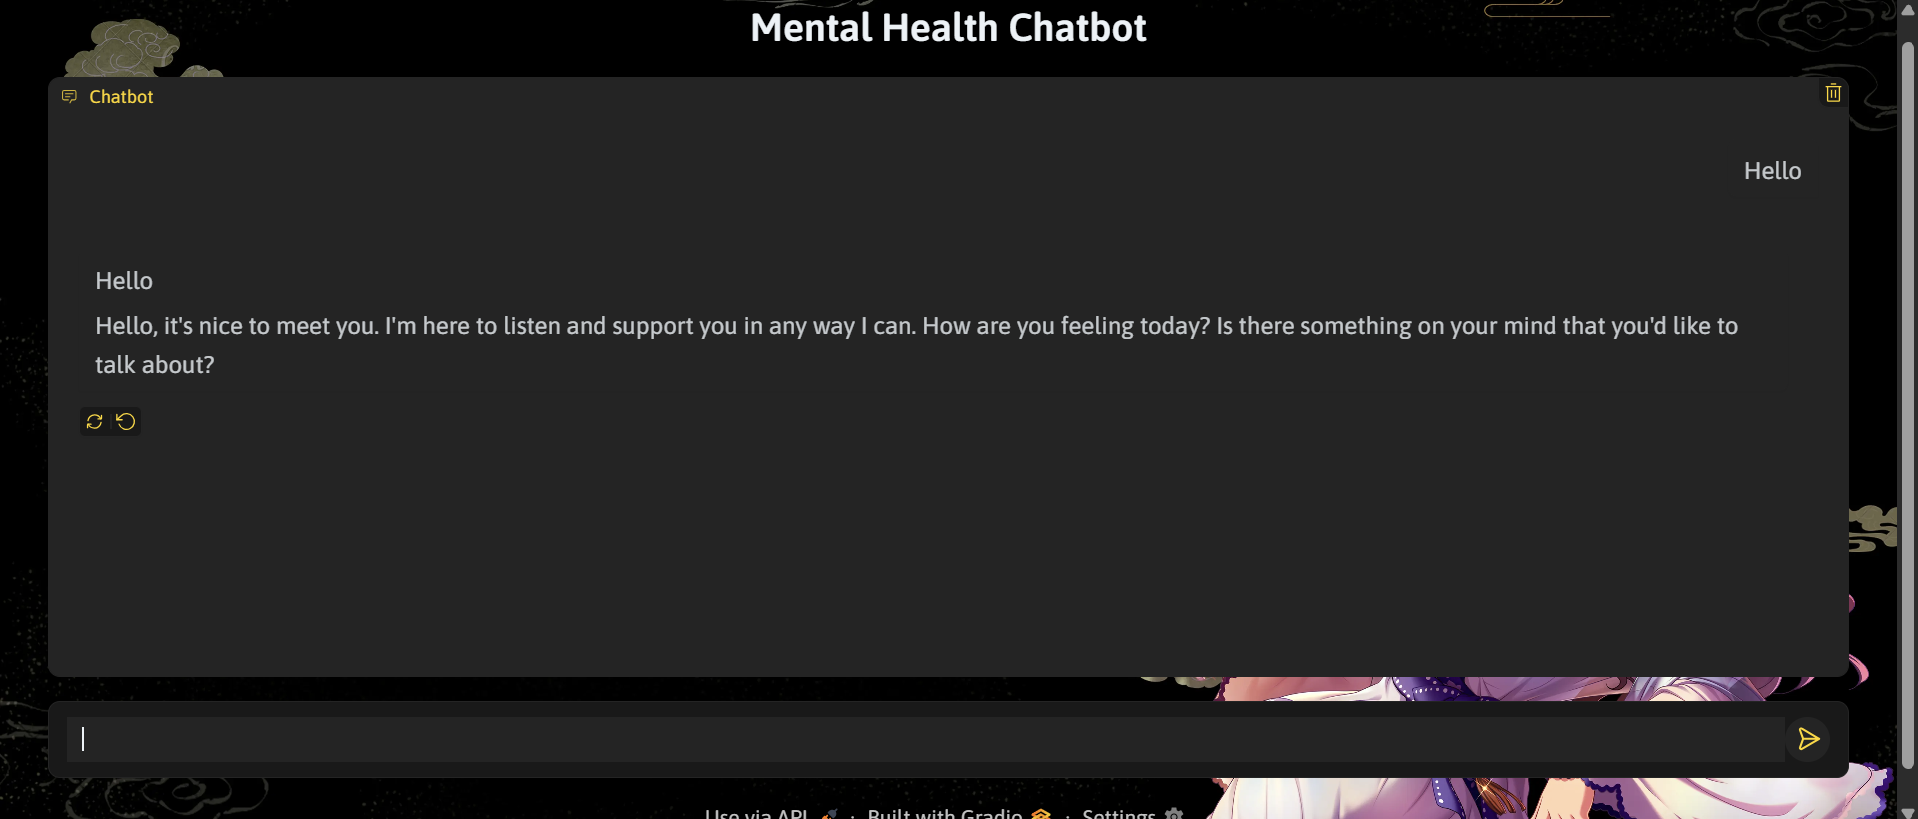 Mental Health Chatbot
Chatbot
Hello
Hello
Hello, it's nice to meet you. I'm here to listen and support you in any way I can. How are you feeling today? Is there something on your mind that you'd like to
talk about?
Use via API · Built with Gradio · Settings